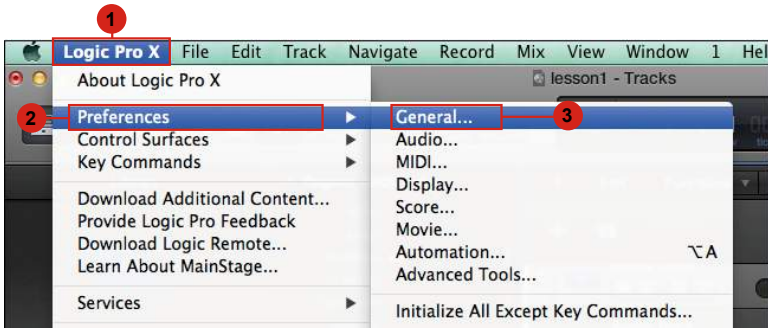 1
Logic Pro X File Edit Track Navigate Record Mix View Window 1 Hel
About Logic Pro X
lesson1 - Tracks
2
Preferences
General...
3
Control Surfaces
Audio...
Key Commands
MIDI...
Display...
Download Additional Content...
Score...
Provide Logic Pro Feedback
Movie...
Download Logic Remote...
Automation... ⌥A
Learn About MainStage...
Advanced Tools...
Services
Initialize All Except Key Commands...